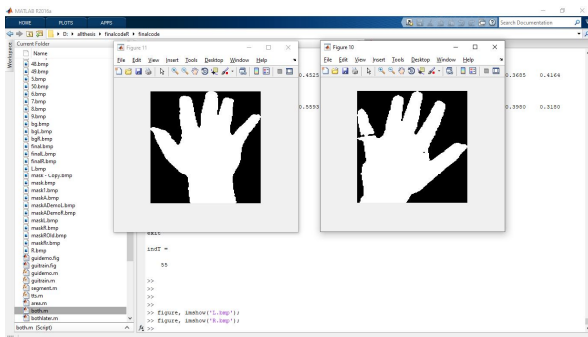 MATLAB R2016a
HOME PLOTS APPS
Search Documentation
D: allthesis finalcodeR finalcode
Workspace
Current Folder
Name
48.bmp
49.bmp
5.bmp
50.bmp
6.bmp
7.bmp
8.bmp
9.bmp
bg.bmp
bgL.bmp
bgR.bmp
final.bmp
finalL.bmp
finalR.bmp
L.bmp
mask - Copy.bmp
mask.bmp
mask1.bmp
maskA.bmp
maskADemoL.bmp
maskADemoR.bmp
maskL.bmp
maskR.bmp
maskROld.bmp
R.bmp
guidemo.fig
guitrain.fig
guidemo.m
guitrain.m
segment.m
tts.m
area.m
both.m
bothlater.m
both.m (Script)
Figure 11
File Edit View Insert Tools Desktop Window Help
Figure 10
File Edit View Insert Tools Desktop Window Help
0.4525
0.3685 0.4164
0.5593
0.3980 0.3180
exit
indT =
55
>>
>>
>>
>> figure, imshow('L.bmp');
>> figure, imshow('R.bmp');
fx >>